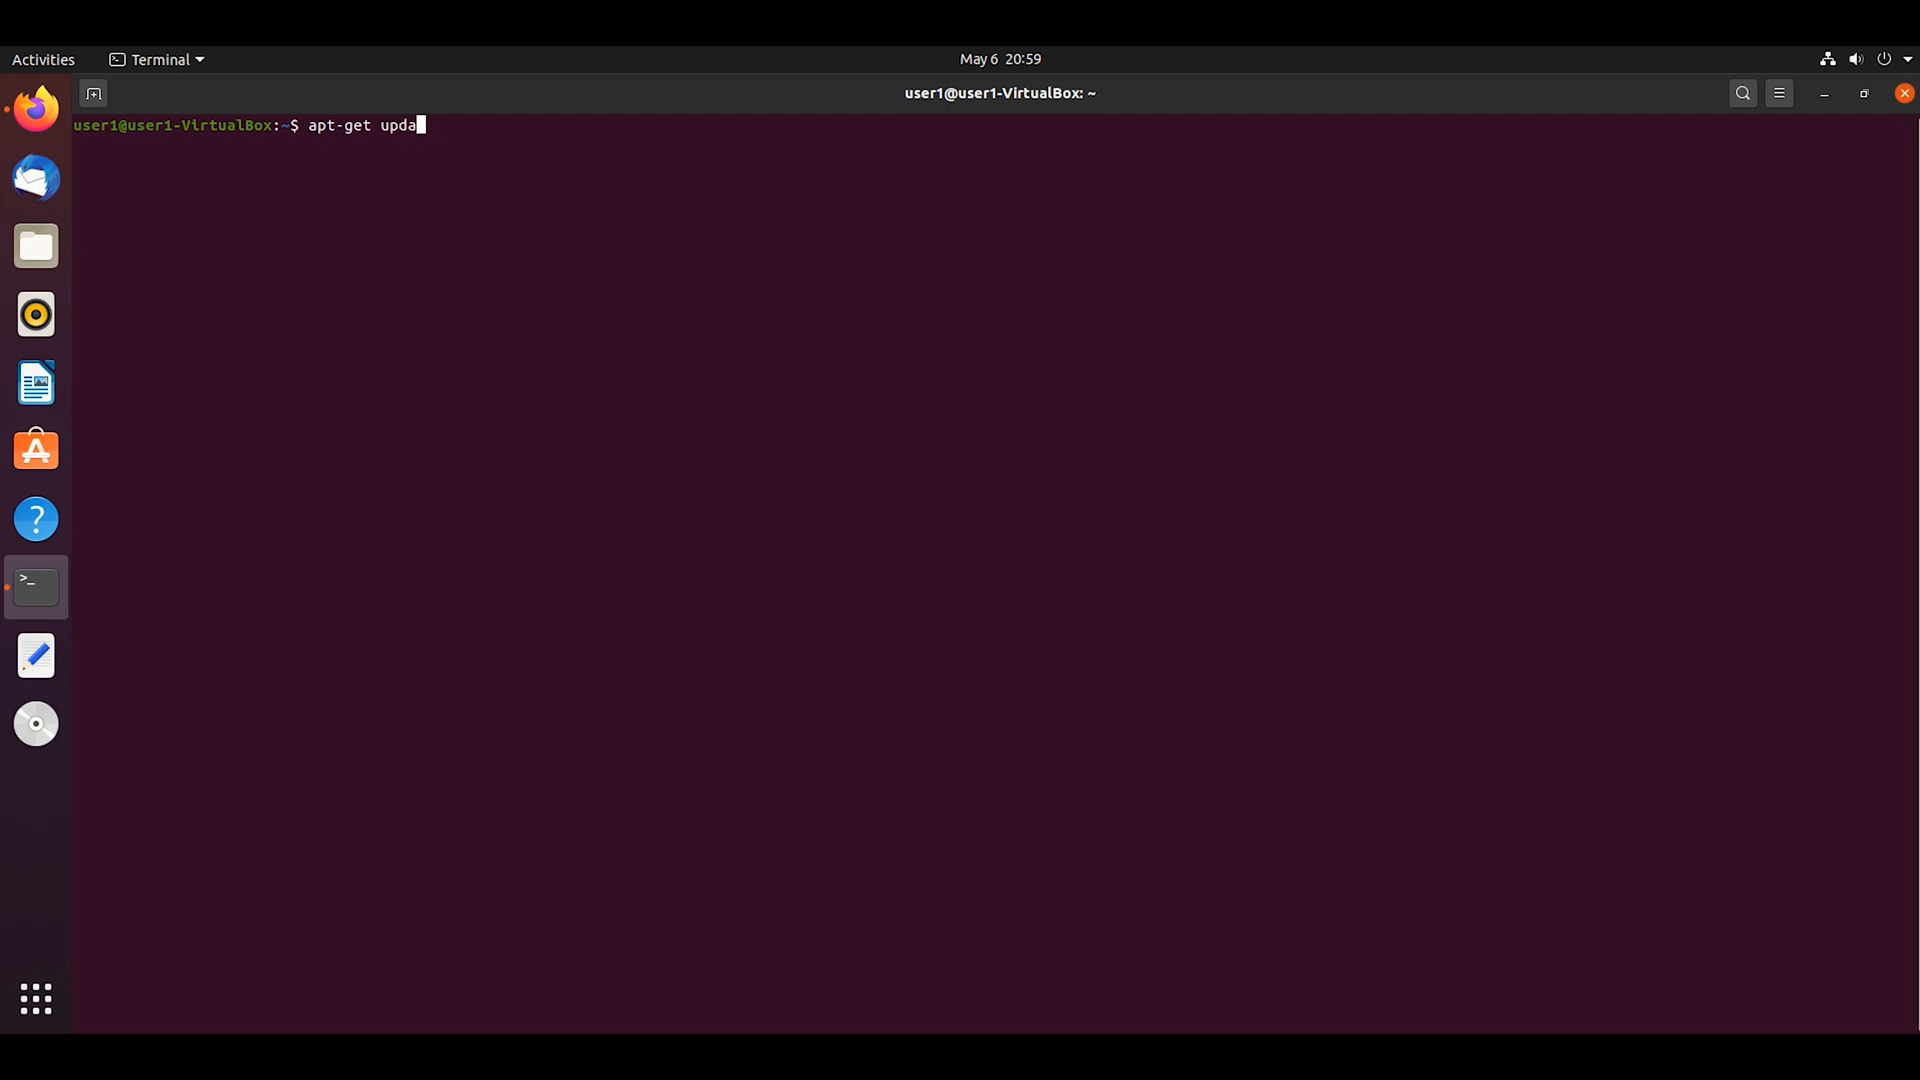 Activities
Terminal
May 6 20:59
user1@user1-VirtualBox: ~
user1@user1-VirtualBox:~$ apt-get upda